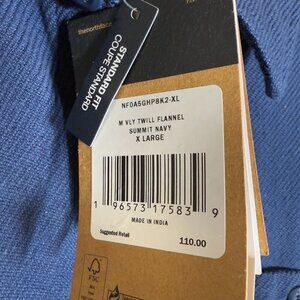 thenorthface
STANDARD FIT
COUPE STANDARD
NF0A5GHP8K2-XL
M VLY TWILL FLANNEL
SUMMIT NAVY
X LARGE
1 96573 17583 9
MADE IN INDIA
Suggested Retail
110.00
FSC